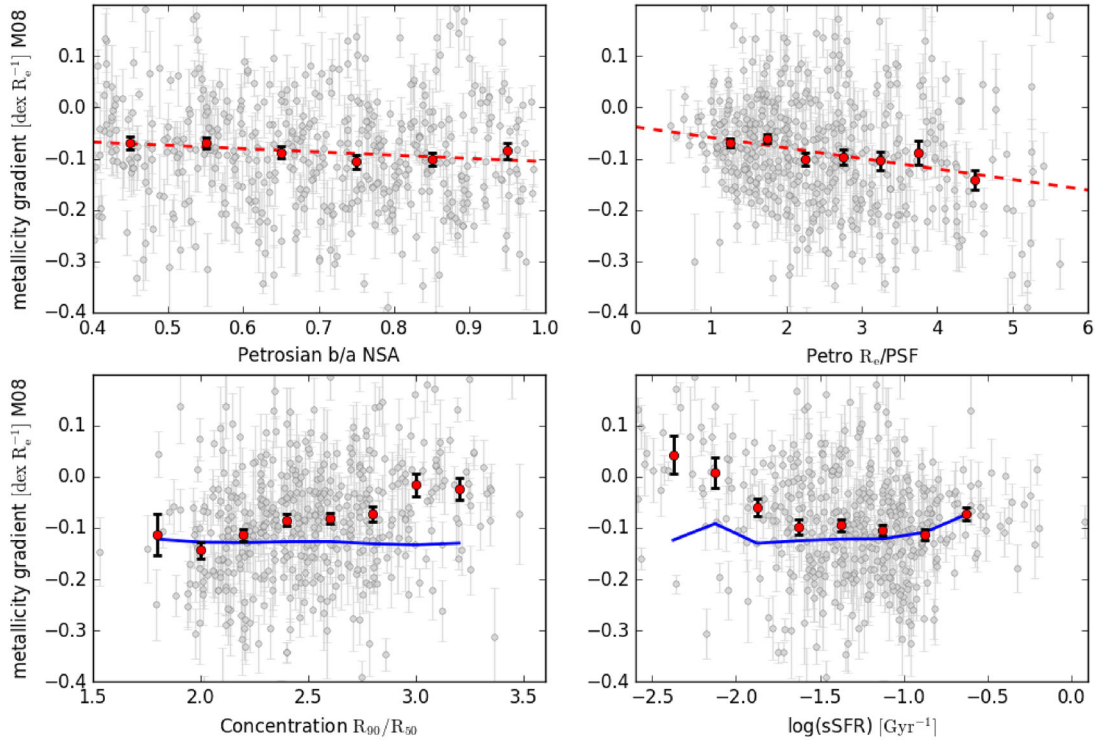 0.1
0.0
−0.1
−0.2
−0.3
−0.4
metallicity gradient [dex Rₑ⁻¹] M08
0.4 0.5 0.6 0.7 0.8 0.9 1.0
Petrosian b/a NSA
0.1
0.0
−0.1
−0.2
−0.3
−0.4
0 1 2 3 4 5 6
Petro Rₑ/PSF
0.1
0.0
−0.1
−0.2
−0.3
−0.4
metallicity gradient [dex Rₑ⁻¹] M08
1.5 2.0 2.5 3.0 3.5
Concentration R₉₀/R₅₀
0.1
0.0
−0.1
−0.2
−0.3
−0.4
−2.5 −2.0 −1.5 −1.0 −0.5 0.0
log(sSFR) [Gyr⁻¹]